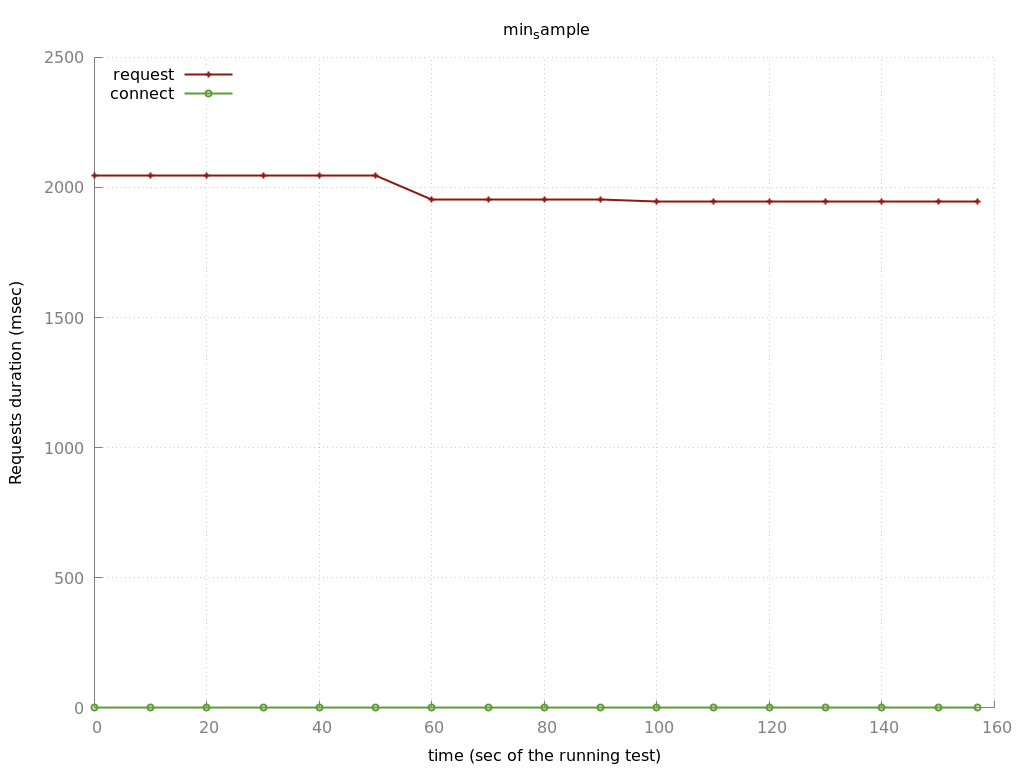 min_sample
2500
request
connect
2000
1500
1000
500
0
Requests duration (msec)
0 20 40 60 80 100 120 140 160
time (sec of the running test)